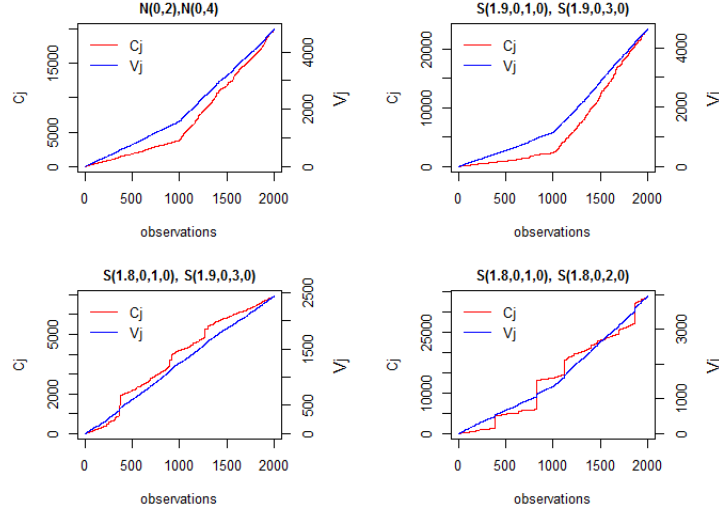 N(0,2),N(0,4)
Cj
Vj
0 5000 15000
Cj
0 2000 4000
Vj
0 500 1000 1500 2000
observations
S(1.9,0,1,0), S(1.9,0,3,0)
Cj
Vj
0 10000 20000
Cj
0 2000 4000
Vj
0 500 1000 1500 2000
observations
S(1.8,0,1,0), S(1.9,0,3,0)
Cj
Vj
0 2000 5000
Cj
0 500 1500 2500
Vj
0 500 1000 1500 2000
observations
S(1.8,0,1,0), S(1.8,0,2,0)
Cj
Vj
0 10000 25000
Cj
0 1000 3000
Vj
0 500 1000 1500 2000
observations